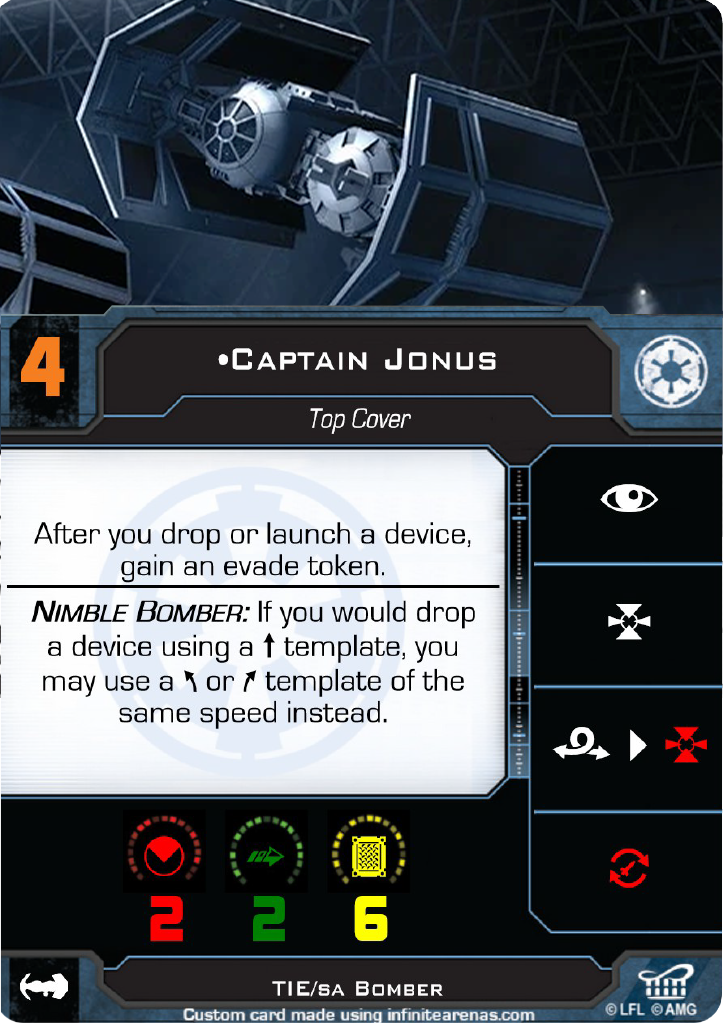 4
•Captain Jonus
Top Cover
After you drop or launch a device,
gain an evade token.
Nimble Bomber: If you would drop
a device using a template, you
may use a or template of the
same speed instead.
2 2 6
TIE/sa Bomber
©LFL ©AMG
Custom card made using infinitearenas.com